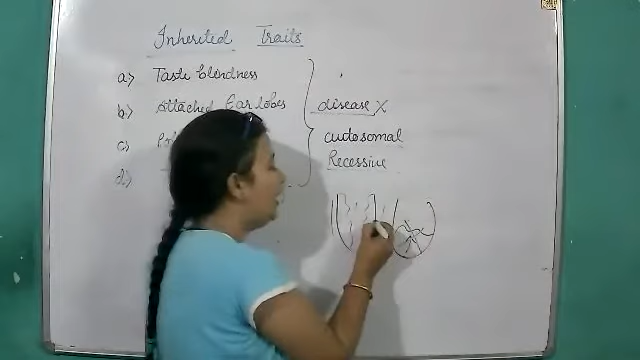 Inherited Traits
a) Taste blindness
b) Attached Ear lobes
c)
d)
disease X
autosomal
Recessive